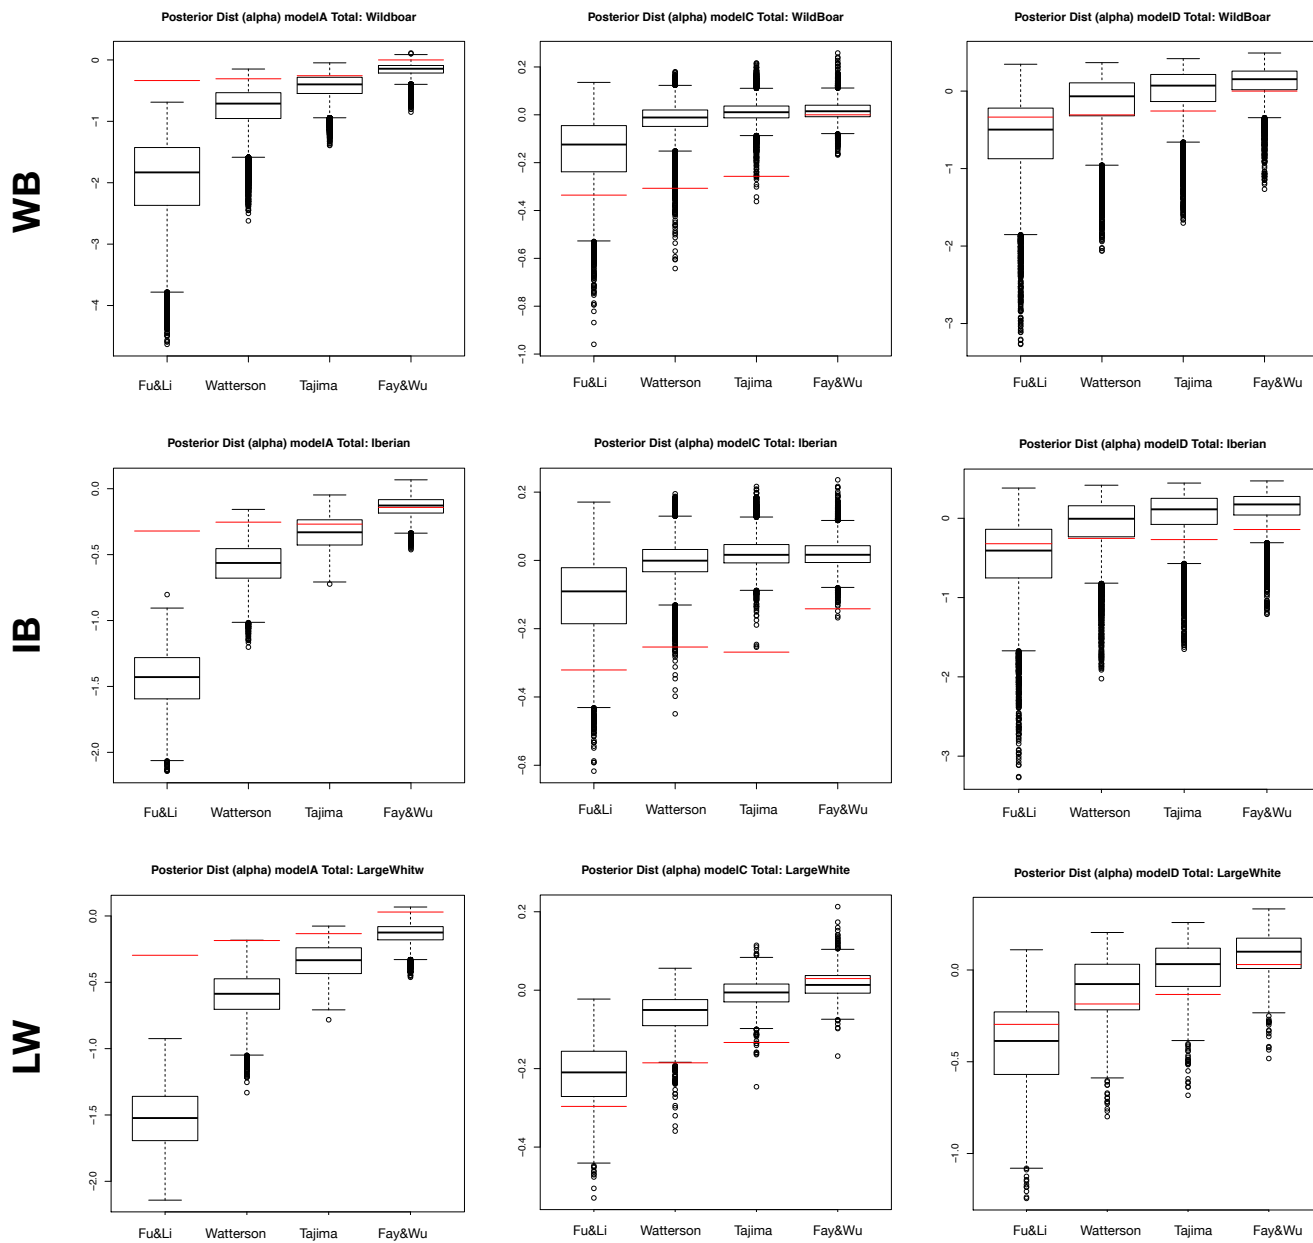 Posterior Dist (alpha) modelA Total: Wildboar
Posterior Dist (alpha) modelC Total: WildBoar
Posterior Dist (alpha) modelD Total: WildBoar
WB
0
−1
−2
−3
−4
Fu&Li Watterson Tajima Fay&Wu
0.2
0.0
−0.2
−0.4
−0.6
−0.8
−1.0
Fu&Li Watterson Tajima Fay&Wu
0
−1
−2
−3
Fu&Li Watterson Tajima Fay&Wu
Posterior Dist (alpha) modelA Total: Iberian
Posterior Dist (alpha) modelC Total: Iberian
Posterior Dist (alpha) modelD Total: Iberian
IB
0.0
−0.5
−1.0
−1.5
−2.0
Fu&Li Watterson Tajima Fay&Wu
0.2
0.0
−0.2
−0.4
−0.6
Fu&Li Watterson Tajima Fay&Wu
0
−1
−2
−3
Fu&Li Watterson Tajima Fay&Wu
Posterior Dist (alpha) modelA Total: LargeWhitw
Posterior Dist (alpha) modelC Total: LargeWhite
Posterior Dist (alpha) modelD Total: LargeWhite
LW
0.0
−0.5
−1.0
−1.5
−2.0
Fu&Li Watterson Tajima Fay&Wu
0.2
0.0
−0.2
−0.4
Fu&Li Watterson Tajima Fay&Wu
0.0
−0.5
−1.0
Fu&Li Watterson Tajima Fay&Wu